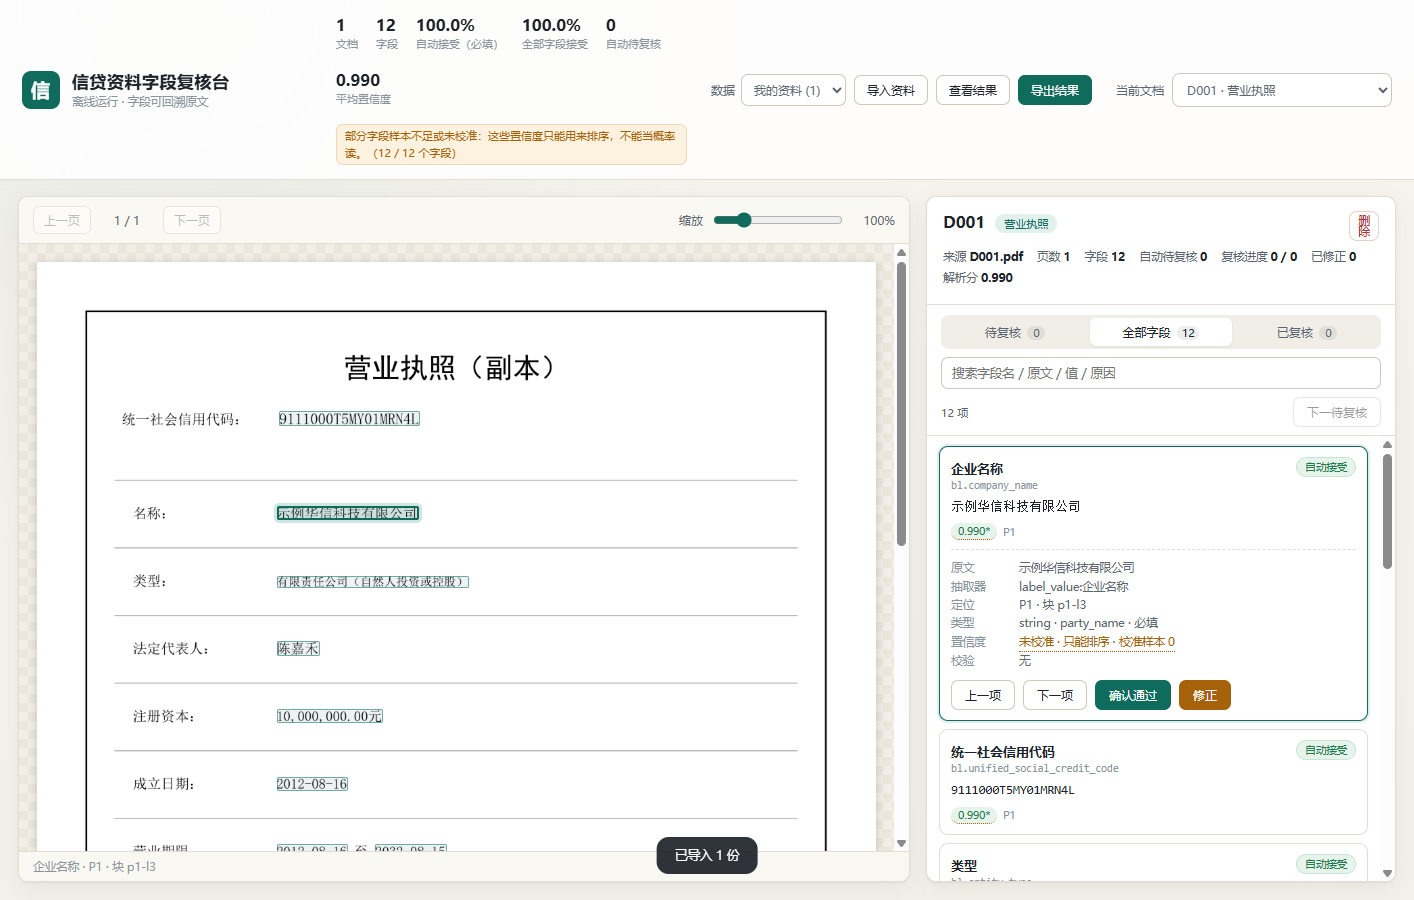 信
信贷资料字段复核台
离线运行 · 字段可回溯原文
1 文档
12 字段
100.0% 自动接受（必填）
100.0% 全部字段接受
0 自动待复核
0.990 平均置信度
部分字段样本不足或未校准：这些置信度只能用来排序，不能当概率
读。（12 / 12 个字段）
数据 我的资料 (1) 导入资料 查看结果 导出结果 当前文档 D001 · 营业执照
上一页 1 / 1 下一页 缩放 100%
营业执照（副本）
统一社会信用代码： 9111000T5MY01MRN4L
名称： 示例华信科技有限公司
类型： 有限责任公司（自然人投资或控股）
法定代表人： 陈嘉禾
注册资本： 10,000,000.00元
成立日期： 2012-08-16
营业期限 2012-08-16 至 2032-08-15
企业名称 · P1 · 块 p1-l3
已导入 1 份
D001 营业执照 删除
来源 D001.pdf 页数 1 字段 12 自动待复核 0 复核进度 0 / 0 已修正 0
解析分 0.990
待复核 0 全部字段 12 已复核 0
搜索字段名 / 原文 / 值 / 原因
12 项 下一待复核
企业名称 自动接受
bl.company_name
示例华信科技有限公司
0.990* P1
原文 示例华信科技有限公司
抽取器 label_value:企业名称
定位 P1 · 块 p1-l3
类型 string · party_name · 必填
置信度 未校准 · 只能排序 · 校准样本 0
校验 无
上一项 下一项 确认通过 修正
统一社会信用代码 自动接受
bl.unified_social_credit_code
9111000T5MY01MRN4L
0.990* P1
类型 自动接受